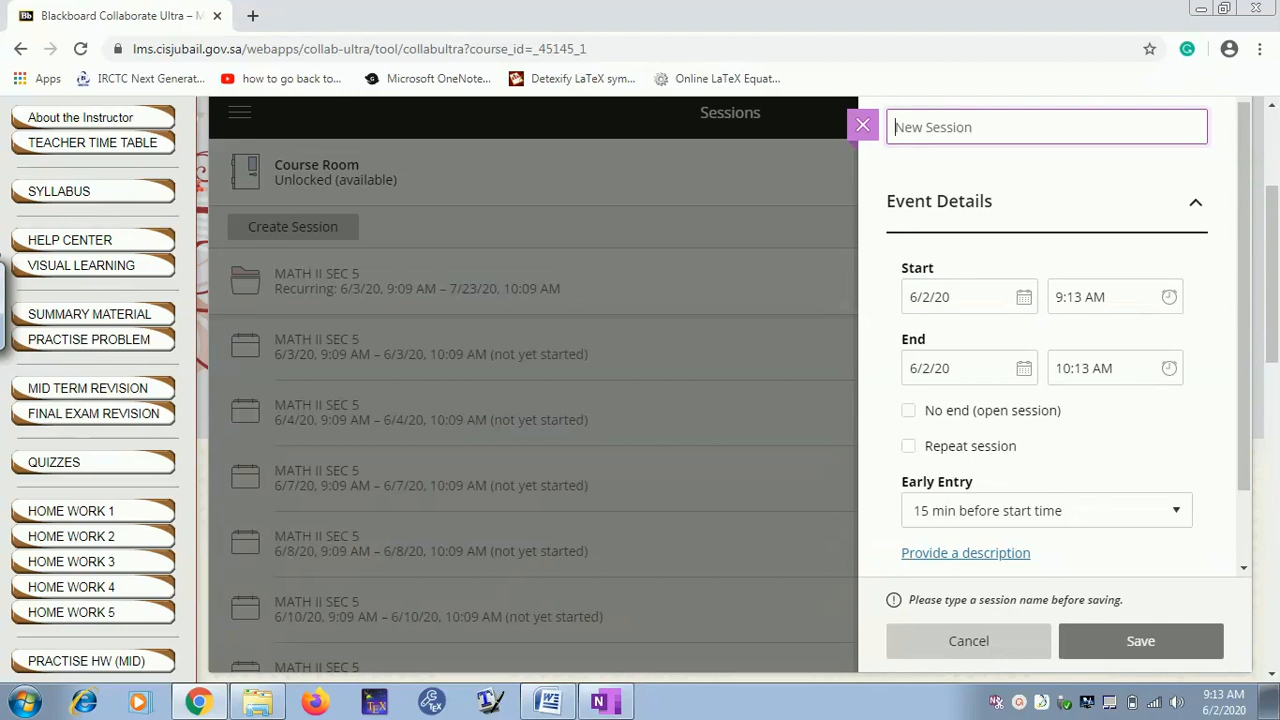 Blackboard Collaborate Ultra – M
lms.cisjubail.gov.sa/webapps/collab-ultra/tool/collabultra?course_id=_45145_1
Apps
IRCTC Next Generat...
how to go back to...
Microsoft OneNote...
Detexify LaTeX sym...
Online LaTeX Equat...
About the Instructor
TEACHER TIME TABLE
SYLLABUS
HELP CENTER
VISUAL LEARNING
SUMMARY MATERIAL
PRACTISE PROBLEM
MID TERM REVISION
FINAL EXAM REVISION
QUIZZES
HOME WORK 1
HOME WORK 2
HOME WORK 3
HOME WORK 4
HOME WORK 5
PRACTISE HW (MID)
Sessions
Course Room
Unlocked (available)
Create Session
MATH II SEC 5
Recurring: 6/3/20, 9:09 AM – 7/23/20, 10:09 AM
MATH II SEC 5
6/3/20, 9:09 AM – 6/3/20, 10:09 AM (not yet started)
MATH II SEC 5
6/4/20, 9:09 AM – 6/4/20, 10:09 AM (not yet started)
MATH II SEC 5
6/7/20, 9:09 AM – 6/7/20, 10:09 AM (not yet started)
MATH II SEC 5
6/8/20, 9:09 AM – 6/8/20, 10:09 AM (not yet started)
MATH II SEC 5
6/10/20, 9:09 AM – 6/10/20, 10:09 AM (not yet started)
MATH II SEC 5
New Session
Event Details
Start
6/2/20
9:13 AM
End
6/2/20
10:13 AM
No end (open session)
Repeat session
Early Entry
15 min before start time
Provide a description
Please type a session name before saving.
Cancel
Save
9:13 AM
6/2/2020